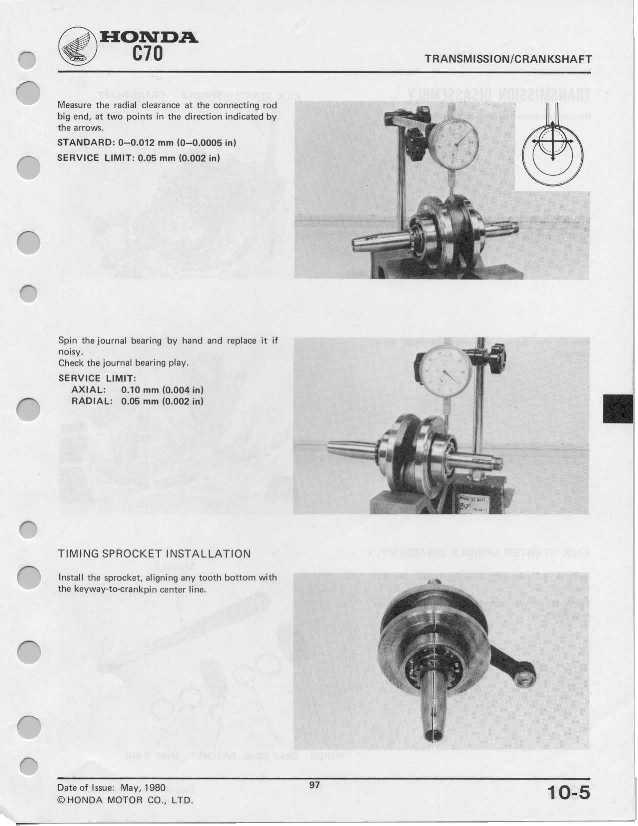 HONDA
C70
TRANSMISSION/CRANKSHAFT
Measure the radial clearance at the connecting rod
big end, at two points in the direction indicated by
the arrows.
STANDARD: 0—0.012 mm (0—0.0005 in)
SERVICE LIMIT: 0.05 mm (0.002 in)
Spin the journal bearing by hand and replace it if
noisy.
Check the journal bearing play.
SERVICE LIMIT:
AXIAL: 0.10 mm (0.004 in)
RADIAL: 0.05 mm (0.002 in)
TIMING SPROCKET INSTALLATION
Install the sprocket, aligning any tooth bottom with
the keyway-to-crankpin center line.
Date of Issue: May, 1980
©HONDA MOTOR CO., LTD.
97
10-5